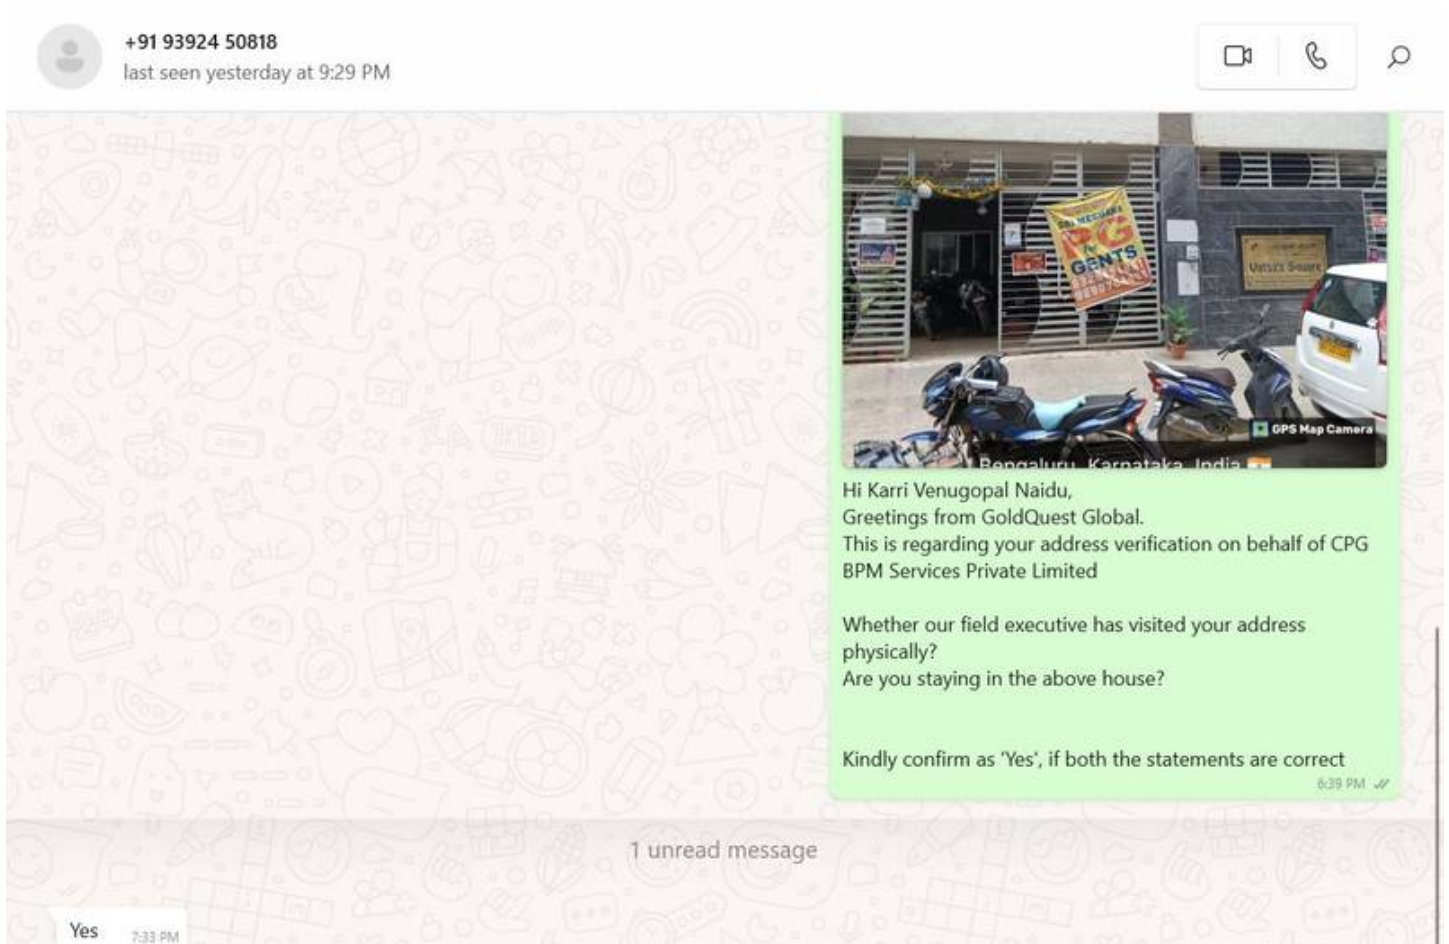 +91 93924 50818
last seen yesterday at 9:29 PM
PG
GENTS
GPS Map Camera
Bengaluru, Karnataka, India
Hi Karri Venugopal Naidu,
Greetings from GoldQuest Global.
This is regarding your address verification on behalf of CPG
BPM Services Private Limited
Whether our field executive has visited your address
physically?
Are you staying in the above house?
Kindly confirm as 'Yes', if both the statements are correct
6:39 PM
1 unread message
Yes
7:33 PM